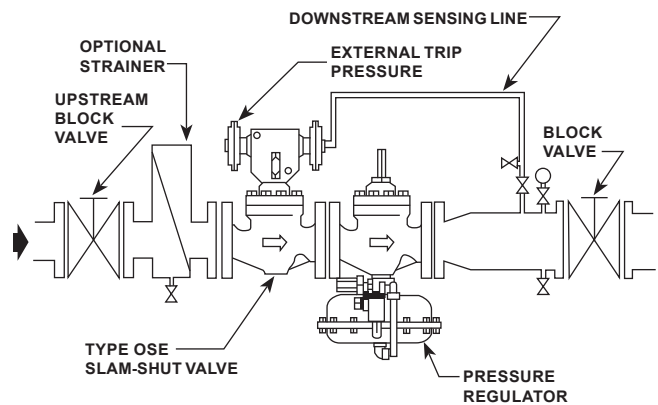 DOWNSTREAM SENSING LINE
OPTIONAL
STRAINER
EXTERNAL TRIP
PRESSURE
UPSTREAM
BLOCK
VALVE
BLOCK
VALVE
TYPE OSE
SLAM-SHUT VALVE
PRESSURE
REGULATOR